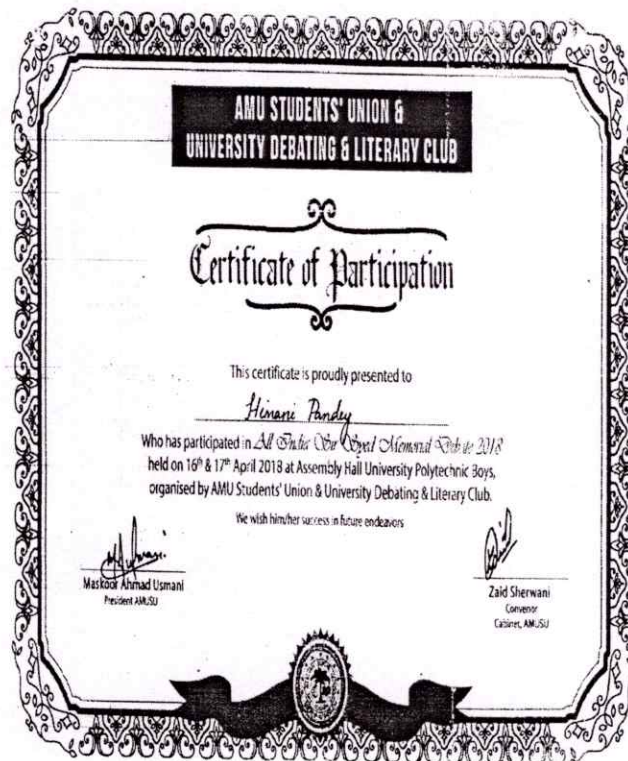 AMU STUDENTS' UNION &
UNIVERSITY DEBATING & LITERARY CLUB
Certificate of Participation
This certificate is proudly presented to
Himani Pandey
Who has participated in All India Sir Syed Memorial Debate 2018
held on 16th & 17th April 2018 at Assembly Hall University Polytechnic Boys,
organised by AMU Students' Union & University Debating & Literary Club.
We wish him/her success in future endeavors
Maskoor Ahmad Usmani
President AMUSU
Zaid Sherwani
Convenor
Cabinet, AMUSU